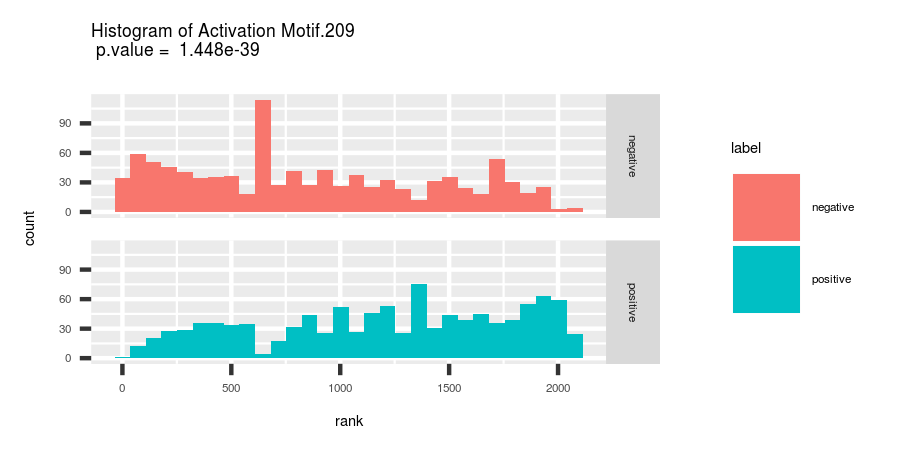 Histogram of Activation Motif.209
p.value = 1.448e-39
count
90
60
30
0
negative
90
60
30
0
positive
0 500 1000 1500 2000
rank
label
negative
positive